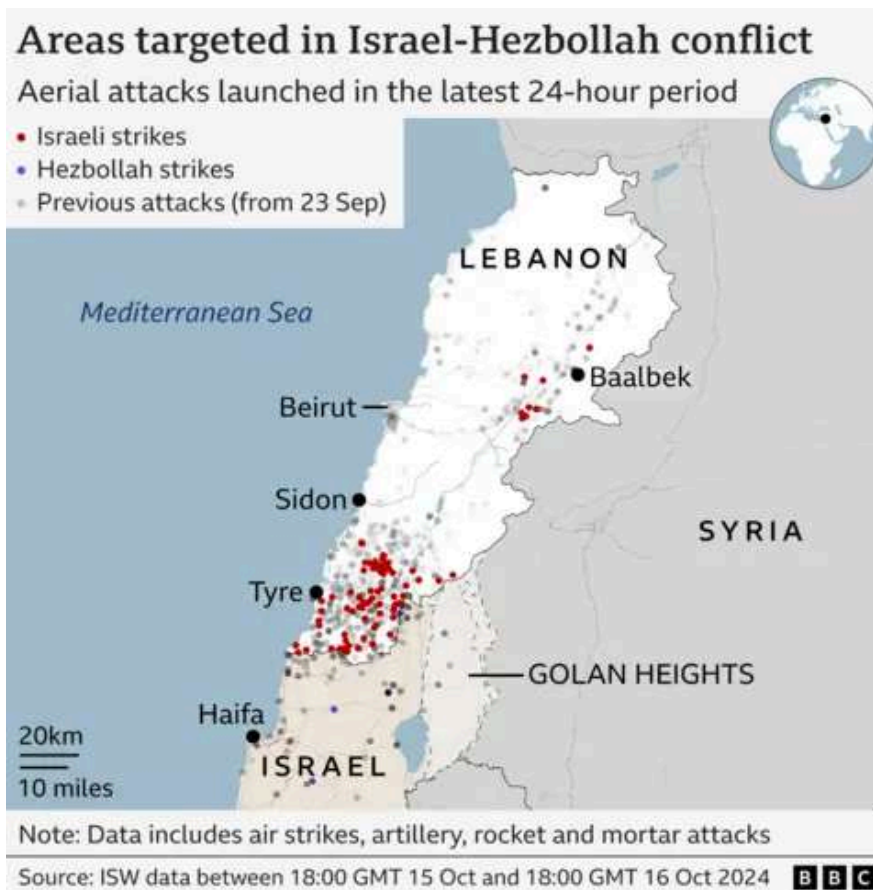 Areas targeted in Israel-Hezbollah conflict
Aerial attacks launched in the latest 24-hour period
Israeli strikes
Hezbollah strikes
Previous attacks (from 23 Sep)
LEBANON
Mediterranean Sea
Baalbek
Beirut
Sidon
SYRIA
Tyre
GOLAN HEIGHTS
Haifa
20km
10 miles
ISRAEL
Note: Data includes air strikes, artillery, rocket and mortar attacks
Source: ISW data between 18:00 GMT 15 Oct and 18:00 GMT 16 Oct 2024 BBC